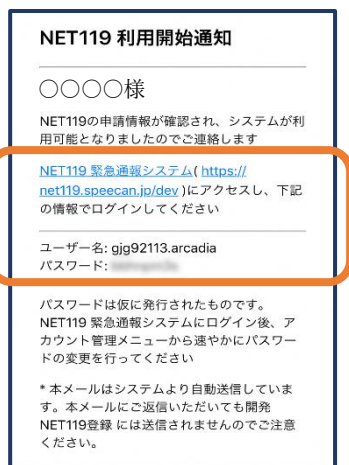 NET119 利用開始通知
〇〇〇〇様
NET119の申請情報が確認され、システムが利
用可能となりましたのでご連絡します
NET119 緊急通報システム( https://
net119.speecan.jp/dev )にアクセスし、下記
の情報でログインしてください
ユーザー名: gjg92113.arcadia
パスワード:
パスワードは仮に発行されたものです。
NET119 緊急通報システムにログイン後、ア
カウント管理メニューから速やかにパスワー
ドの変更を行ってください
* 本メールはシステムより自動送信していま
す。本メールにご返信いただいても開発
NET119登録 には送信されませんのでご注意
ください。